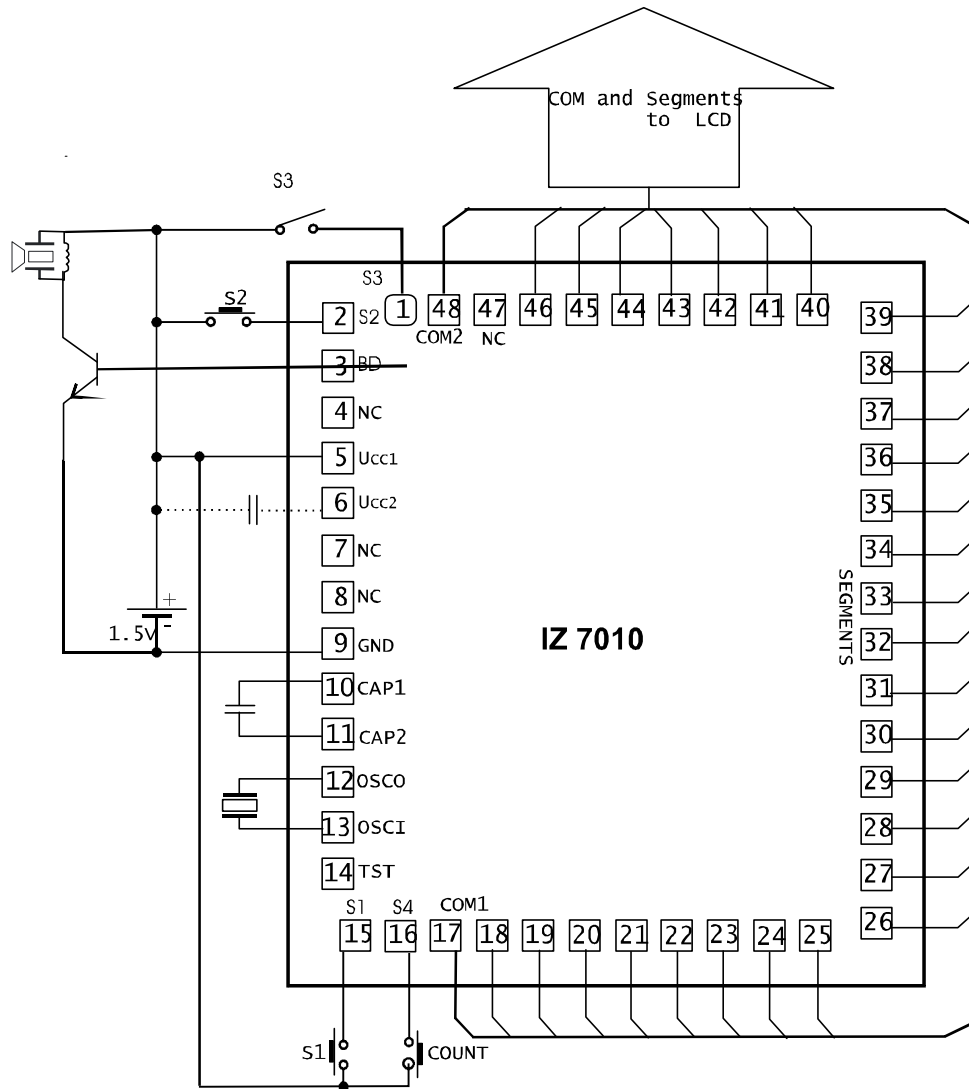 COM and Segments
to LCD
S3
S3
S2
2 S2
1
48
47
46
45
44
43
42
41
40
COM2
NC
3 BD
4 NC
5 Ucc1
6 Ucc2
7 NC
8 NC
1.5V
+
-
9 GND
10 CAP1
11 CAP2
12 OSCO
13 OSCI
14 TST
IZ 7010
SEGMENTS
39
38
37
36
35
34
33
32
31
30
29
28
27
26
S1
S4
COM1
15
16
17
18
19
20
21
22
23
24
25
S1
COUNT